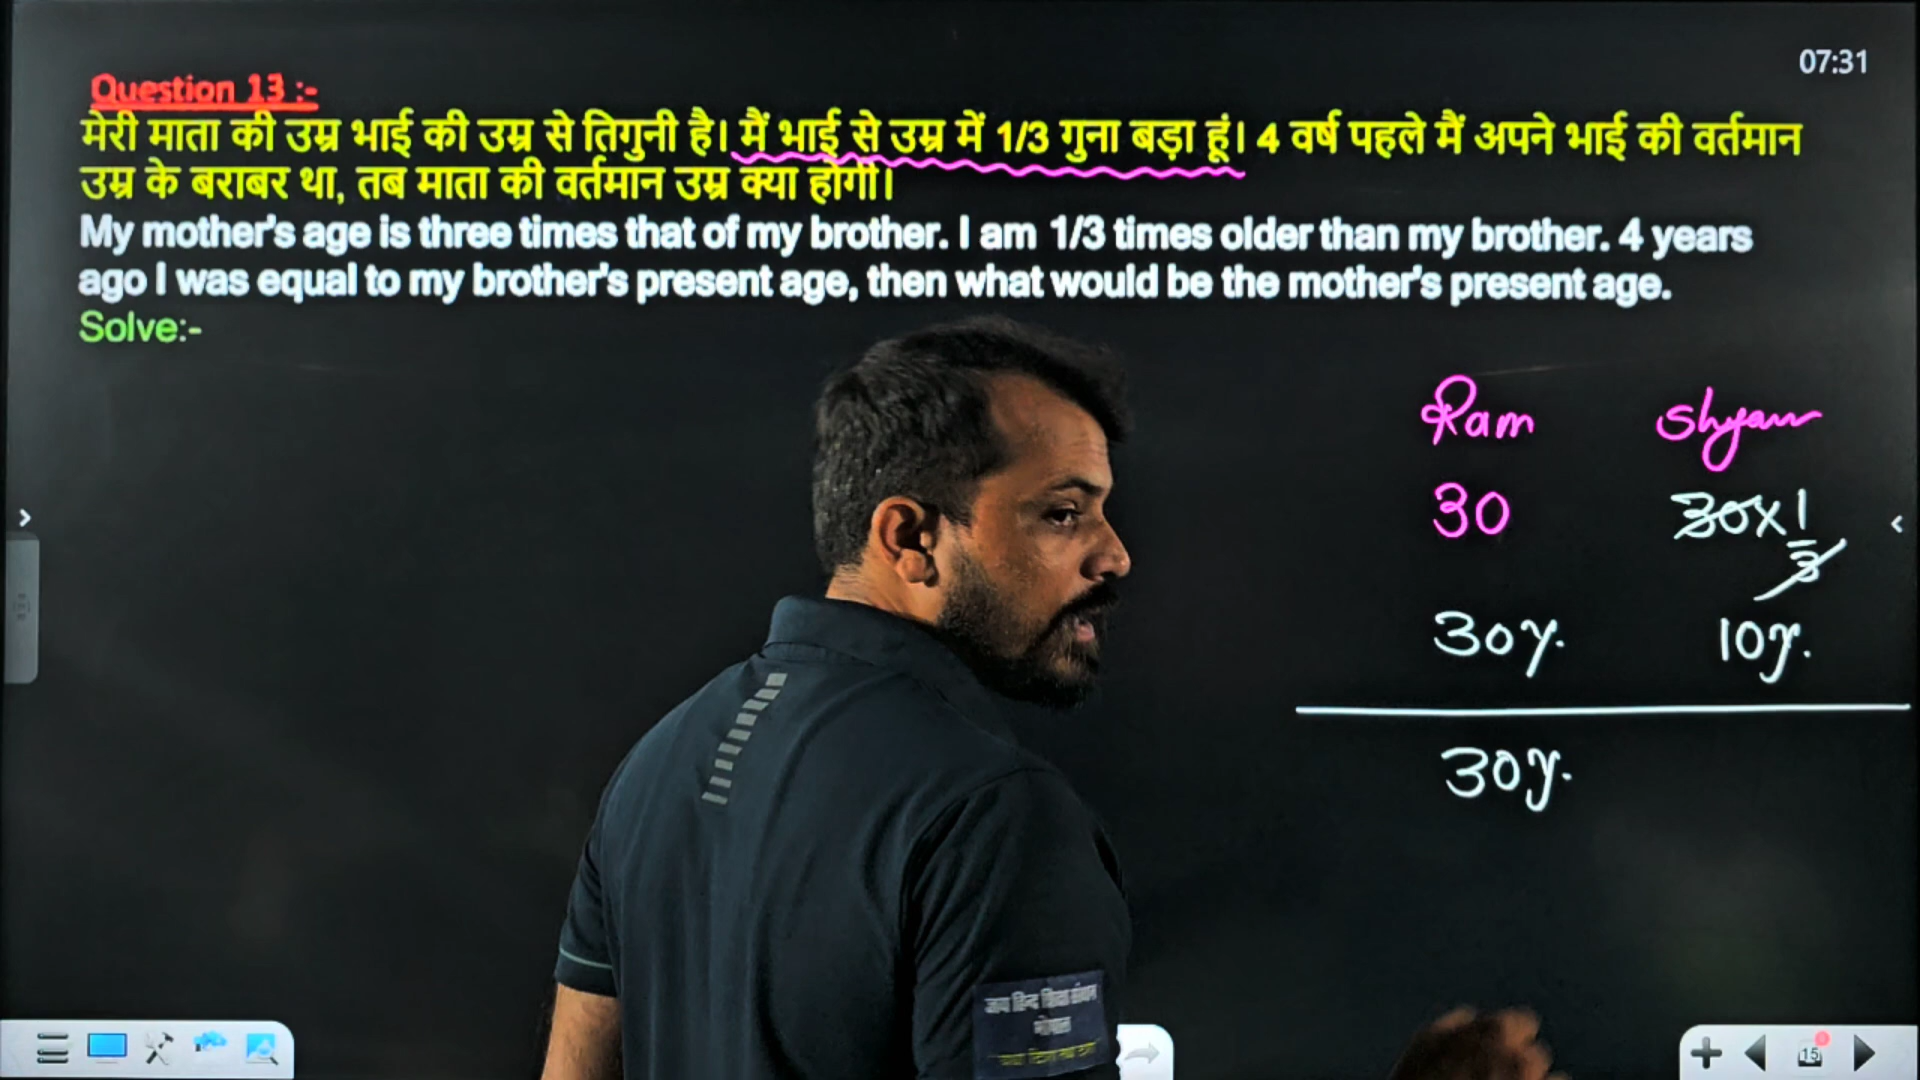 07:31
Question 13 :-
मेरी माता की उम्र भाई की उम्र से तिगुनी है। मैं भाई से उम्र में 1/3 गुना बड़ा हूं। 4 वर्ष पहले मैं अपने भाई की वर्तमान
उम्र के बराबर था, तब माता की वर्तमान उम्र क्या होगी।
My mother's age is three times that of my brother. I am 1/3 times older than my brother. 4 years
ago I was equal to my brother's present age, then what would be the mother's present age.
Solve:-
Ram Shyam
30 30x1/3
30y. 10y.
30y.
जय हिन्द शिक्षा
भोपाल
15